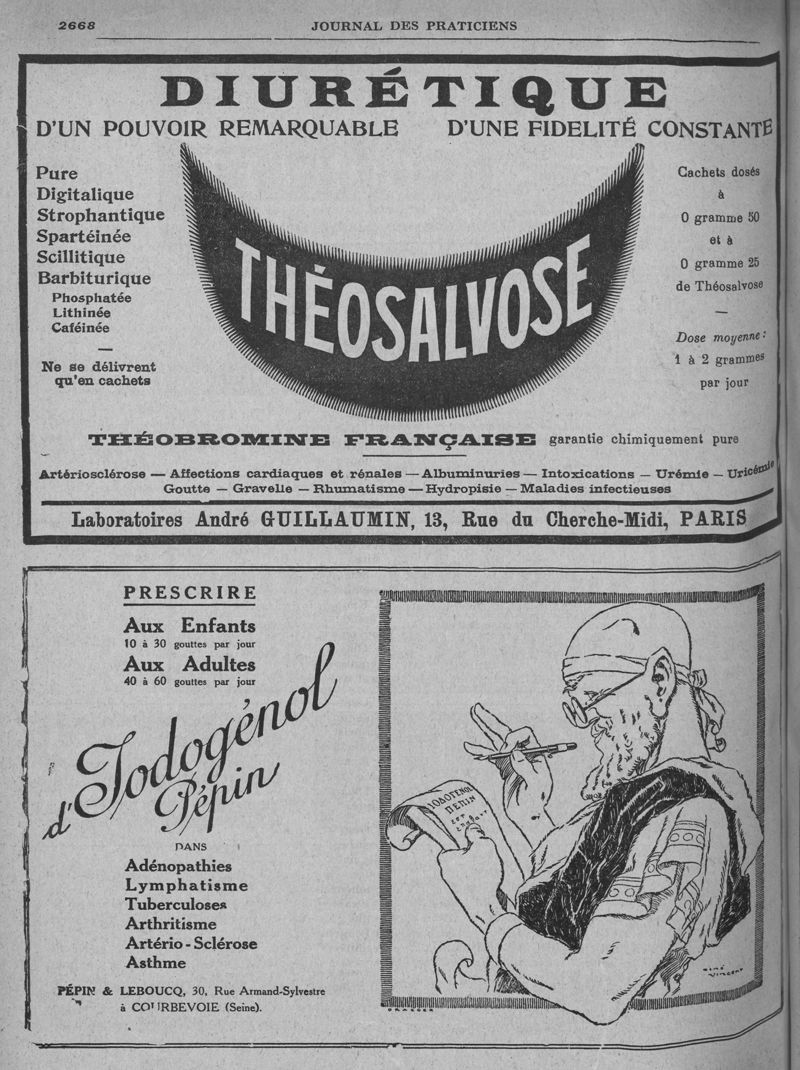 2668
JOURNAL DES PRATICIENS
DIURÉTIQUE
D'UN POUVOIR REMARQUABLE D'UNE FIDELITÉ CONSTANTE
Pure
Digitalique
Strophantique
Spartéinée
Scillitique
Barbiturique
Phosphatée
Lithinée
Caféinée
—
Ne se délivrent
qu'en cachets
THÉOSALVOSE
Cachets dosés
à
0 gramme 50
et à
0 gramme 25
de Théosalvose
—
Dose moyenne:
1 à 2 grammes
par jour
THÉOBROMINE FRANÇAISE garantie chimiquement pure
Artériosclérose — Affections cardiaques et rénales — Albuminuries — Intoxications — Urémie — Uricémie
Goutte — Gravelle — Rhumatisme — Hydropisie — Maladies infectieuses
Laboratoires André GUILLAUMIN, 13, Rue du Cherche-Midi, PARIS
PRESCRIRE
Aux Enfants
10 à 30 gouttes par jour
Aux Adultes
40 à 60 gouttes par jour
d'Iodogénol
Pépin
DANS
Adénopathies
Lymphatisme
Tuberculoses
Arthritisme
Artério-Sclérose
Asthme
PÉPIN & LEBOUCQ, 30, Rue Armand-Sylvestre
à COURBEVOIE (Seine).
IODOGENOL
PEPIN
René
Vincent
DRAEGER